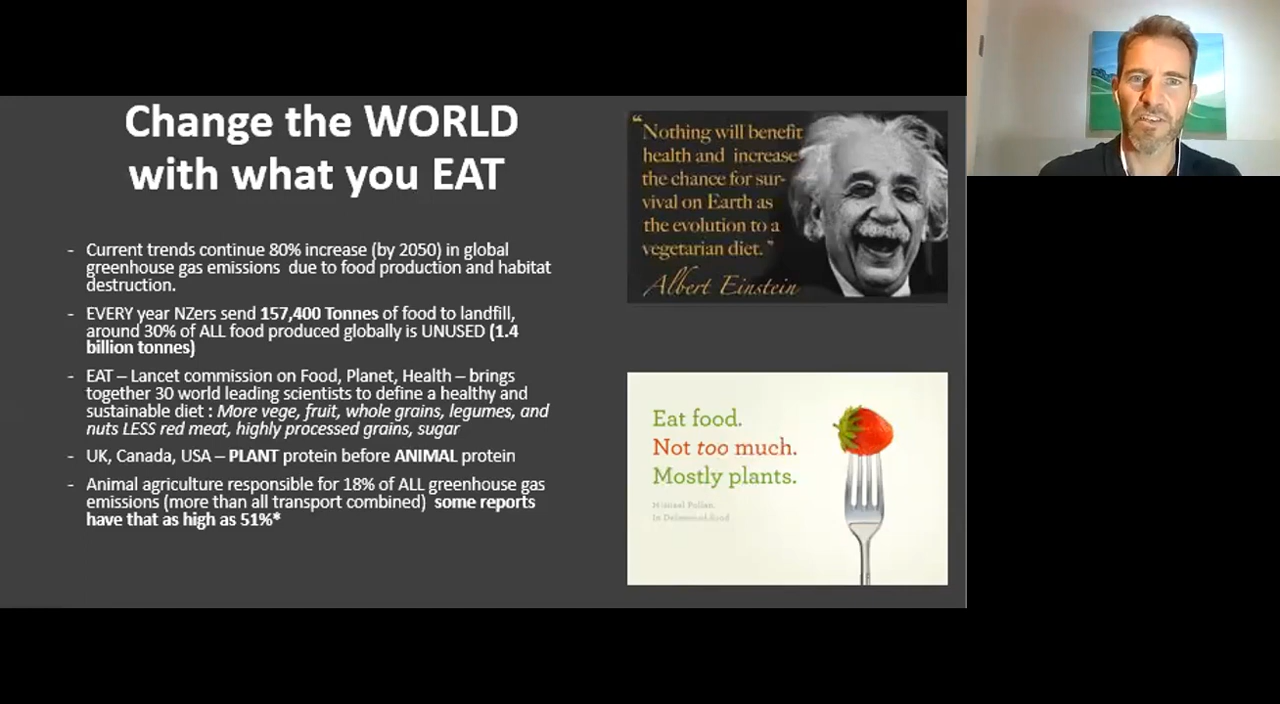 Change the WORLD
with what you EAT
- Current trends continue 80% increase (by 2050) in global
greenhouse gas emissions due to food production and habitat
destruction.
- EVERY year NZers send 157,400 Tonnes of food to landfill,
around 30% of ALL food produced globally is UNUSED (1.4
billion tonnes)
- EAT – Lancet commission on Food, Planet, Health – brings
together 30 world leading scientists to define a healthy and
sustainable diet : More vege, fruit, whole grains, legumes, and
nuts LESS red meat, highly processed grains, sugar
- UK, Canada, USA – PLANT protein before ANIMAL protein
- Animal agriculture responsible for 18% of ALL greenhouse gas
emissions (more than all transport combined) some reports
have that as high as 51%*
“Nothing will benefit
health and increase
the chance for sur-
vival on Earth as
the evolution to a
vegetarian diet.”
Albert Einstein
Eat food.
Not too much.
Mostly plants.
Pollan,
In